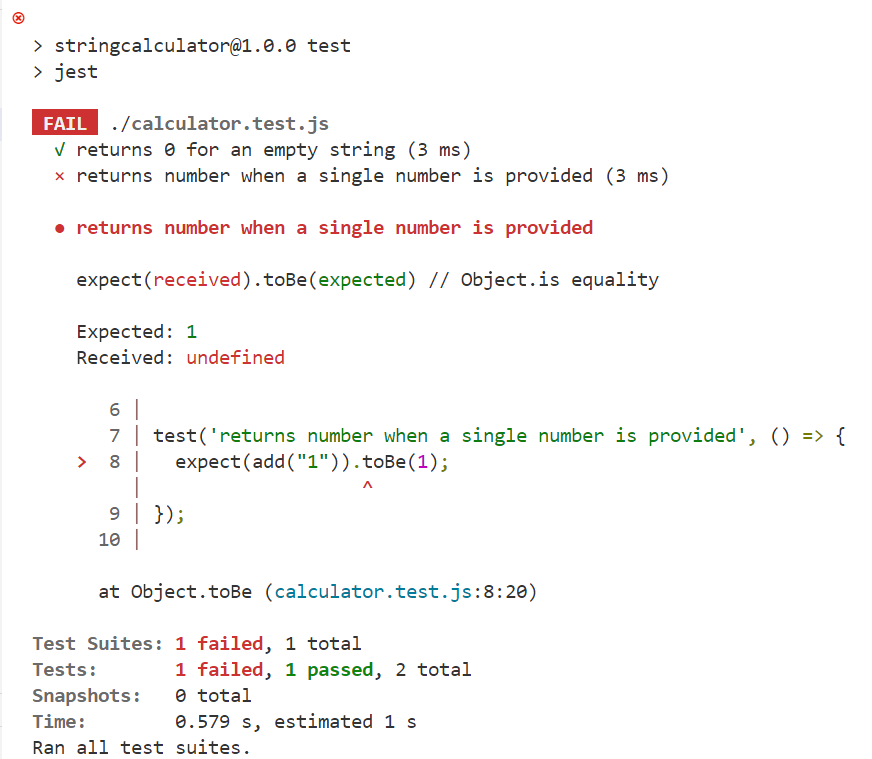 > stringcalculator@1.0.0 test
> jest
FAIL ./calculator.test.js
√ returns 0 for an empty string (3 ms)
× returns number when a single number is provided (3 ms)
● returns number when a single number is provided
expect(received).toBe(expected) // Object.is equality
Expected: 1
Received: undefined
6 |
7 | test('returns number when a single number is provided', () => {
> 8 | expect(add("1")).toBe(1);
| ^
9 | });
10 |
at Object.toBe (calculator.test.js:8:20)
Test Suites: 1 failed, 1 total
Tests: 1 failed, 1 passed, 2 total
Snapshots: 0 total
Time: 0.579 s, estimated 1 s
Ran all test suites.